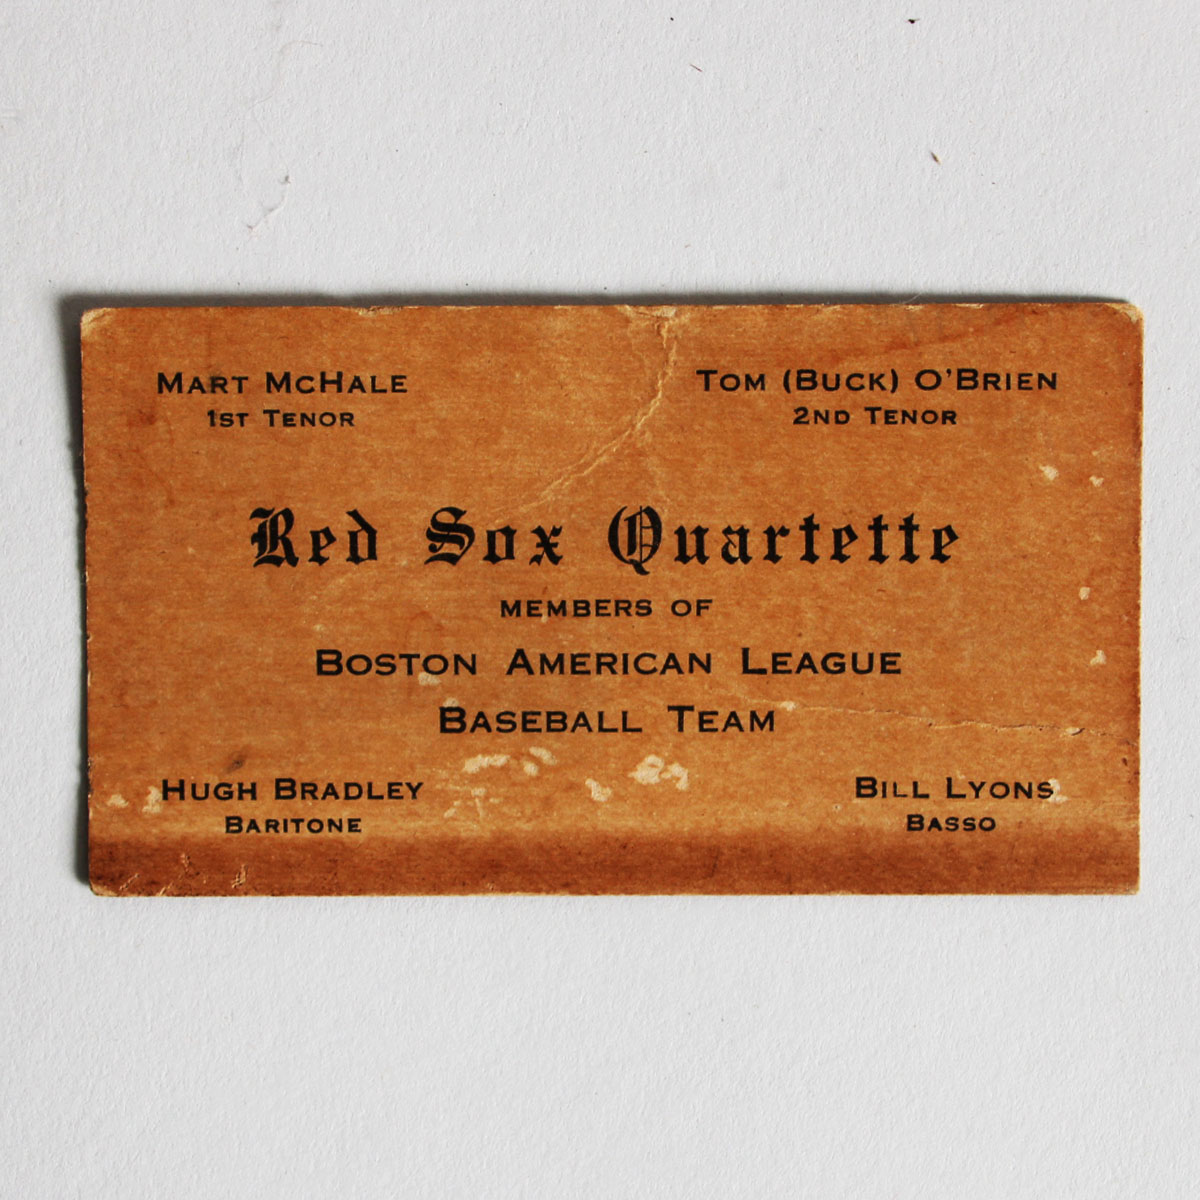 Mart McHale
1st Tenor
Tom (Buck) O'Brien
2nd Tenor
Red Sox Quartette
members of
Boston American League
Baseball Team
Hugh Bradley
Baritone
Bill Lyons
Basso